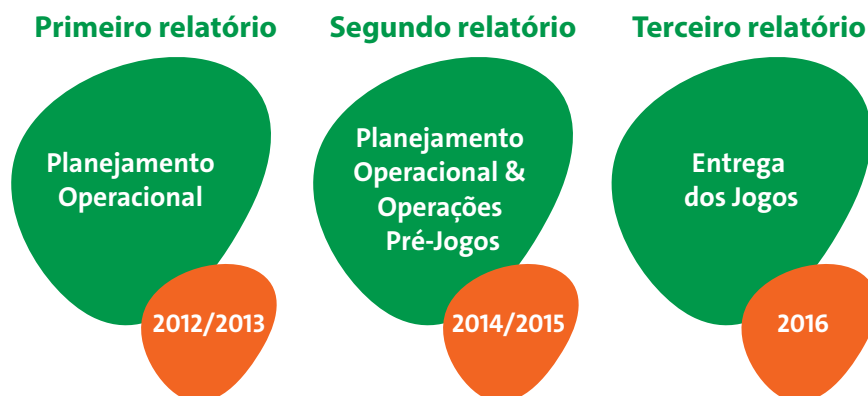 Primeiro relatório
Planejamento
Operacional
2012/2013
Segundo relatório
Planejamento
Operacional &
Operações
Pré-Jogos
2014/2015
Terceiro relatório
Entrega
dos Jogos
2016